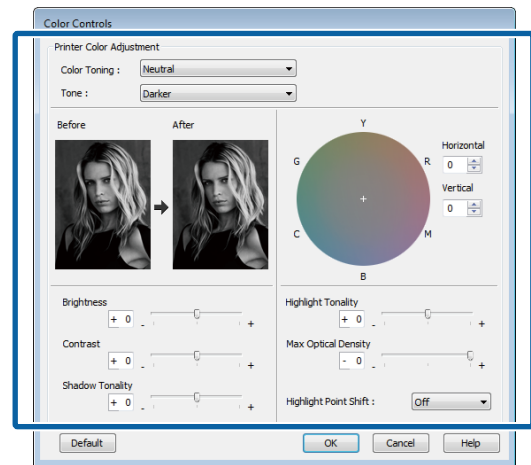 Color Controls
Printer Color Adjustment
Color Toning : Neutral
Tone : Darker
Before After
Y
G R
C M
B
Horizontal
0
Vertical
0
Brightness
+ 0
- +
Contrast
+ 0
- +
Shadow Tonality
+ 0
- +
Highlight Tonality
+ 0
- +
Max Optical Density
- 0
- +
Highlight Point Shift : Off
Default OK Cancel Help